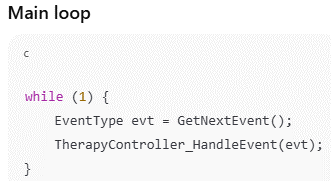 Main loop
c
while (1) {
    EventType evt = GetNextEvent();
    TherapyController_HandleEvent(evt);
}